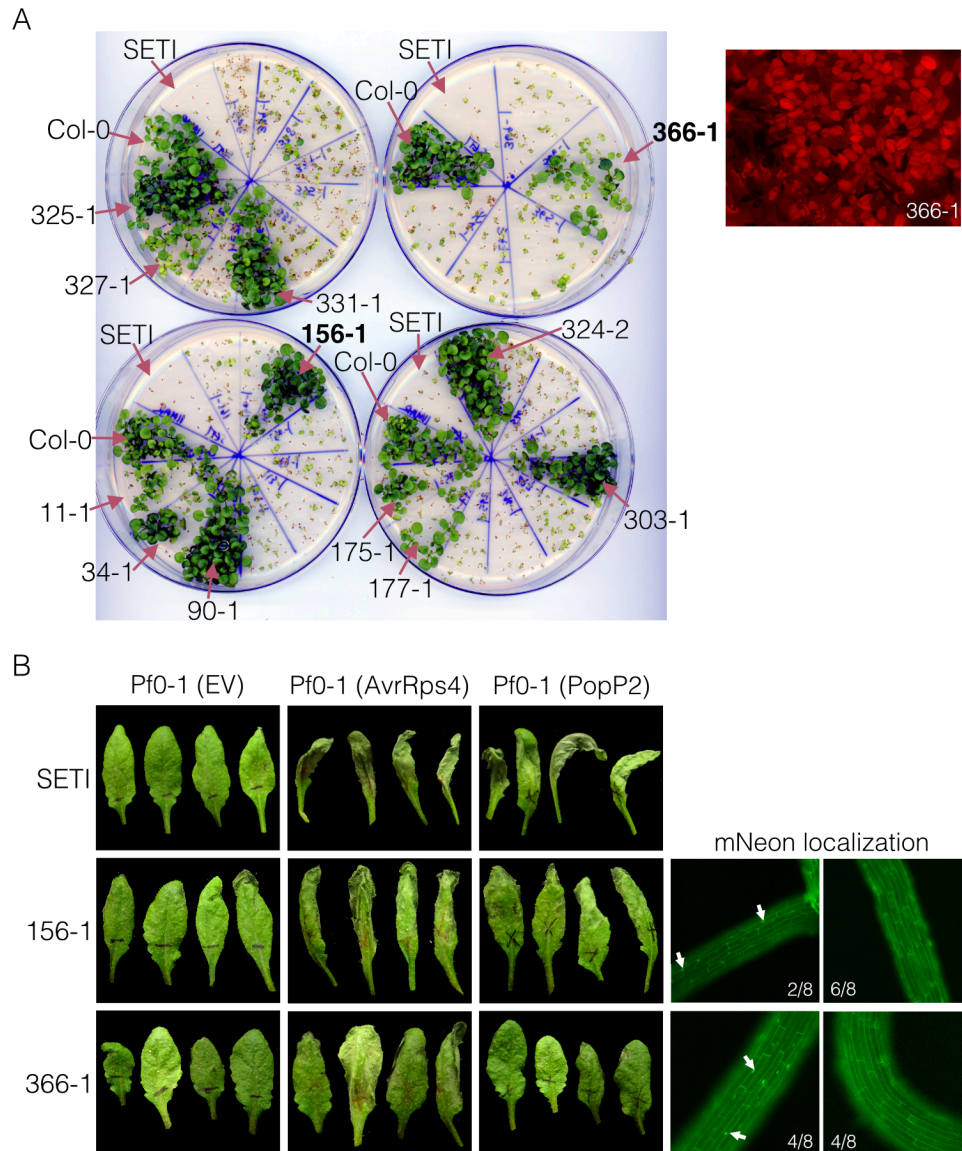 A
SETI
Col-0
325-1
327-1
331-1
SETI
Col-0
366-1
366-1
SETI
156-1
Col-0
11-1
34-1
90-1
SETI
Col-0
324-2
175-1
177-1
303-1
B
Pf0-1 (EV)
Pf0-1 (AvrRps4)
Pf0-1 (PopP2)
SETI
mNeon localization
156-1
2/8
6/8
366-1
4/8
4/8